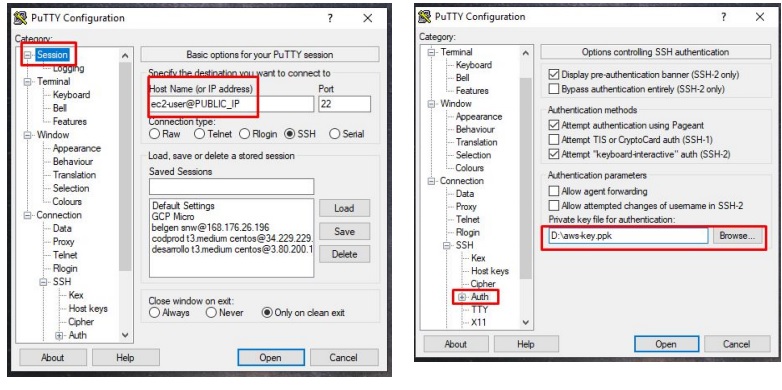 PuTTY Configuration ? ×
Category:
Session
Logging
Terminal
Keyboard
Bell
Features
Window
Appearance
Behaviour
Translation
Selection
Colours
Connection
Data
Proxy
Telnet
Rlogin
SSH
Kex
Host keys
Cipher
Auth
Basic options for your PuTTY session
Specify the destination you want to connect to
Host Name (or IP address) Port
ec2-user@PUBLIC_IP 22
Connection type:
Raw Telnet Rlogin SSH Serial
Load, save or delete a stored session
Saved Sessions
Default Settings
GCP Micro
belgen snw@168.176.26.196
codprod t3.medium centos@34.229.229.
desarrollo t3.medium centos@3.80.200.1
Load
Save
Delete
Close window on exit:
Always Never Only on clean exit
About Help Open Cancel
PuTTY Configuration ? ×
Category:
Terminal
Keyboard
Bell
Features
Window
Appearance
Behaviour
Translation
Selection
Colours
Connection
Data
Proxy
Telnet
Rlogin
SSH
Kex
Host keys
Cipher
Auth
TTY
X11
Options controlling SSH authentication
Display pre-authentication banner (SSH-2 only)
Bypass authentication entirely (SSH-2 only)
Authentication methods
Attempt authentication using Pageant
Attempt TIS or CryptoCard auth (SSH-1)
Attempt "keyboard-interactive" auth (SSH-2)
Authentication parameters
Allow agent forwarding
Allow attempted changes of username in SSH-2
Private key file for authentication:
D:\aws-key.ppk Browse...
About Help Open Cancel